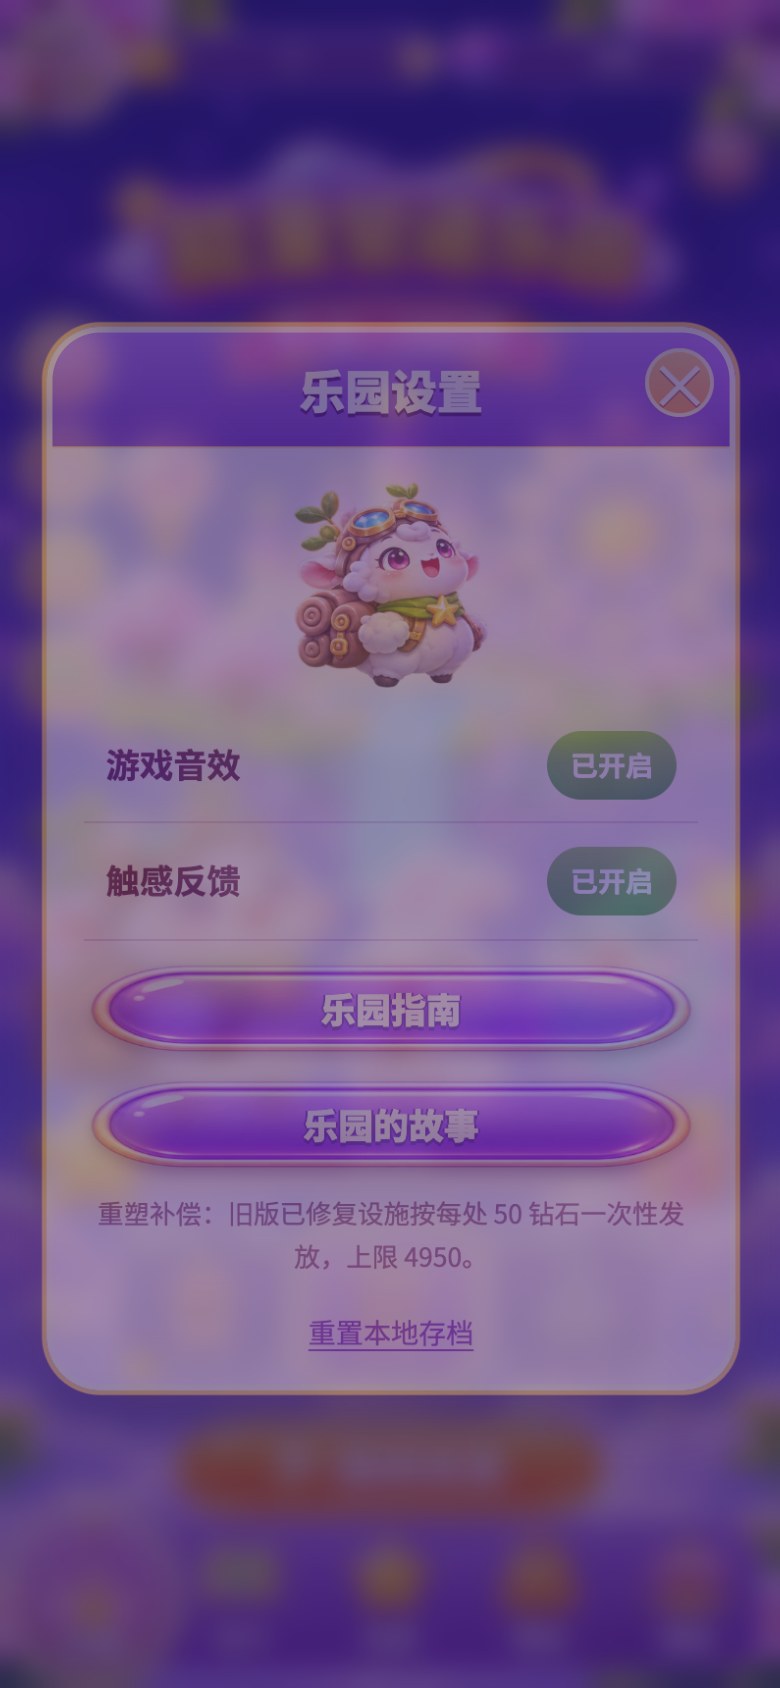 乐园设置
游戏音效
已开启
触感反馈
已开启
乐园指南
乐园的故事
重塑补偿：旧版已修复设施按每处 50 钻石一次性发
放，上限 4950。
重置本地存档